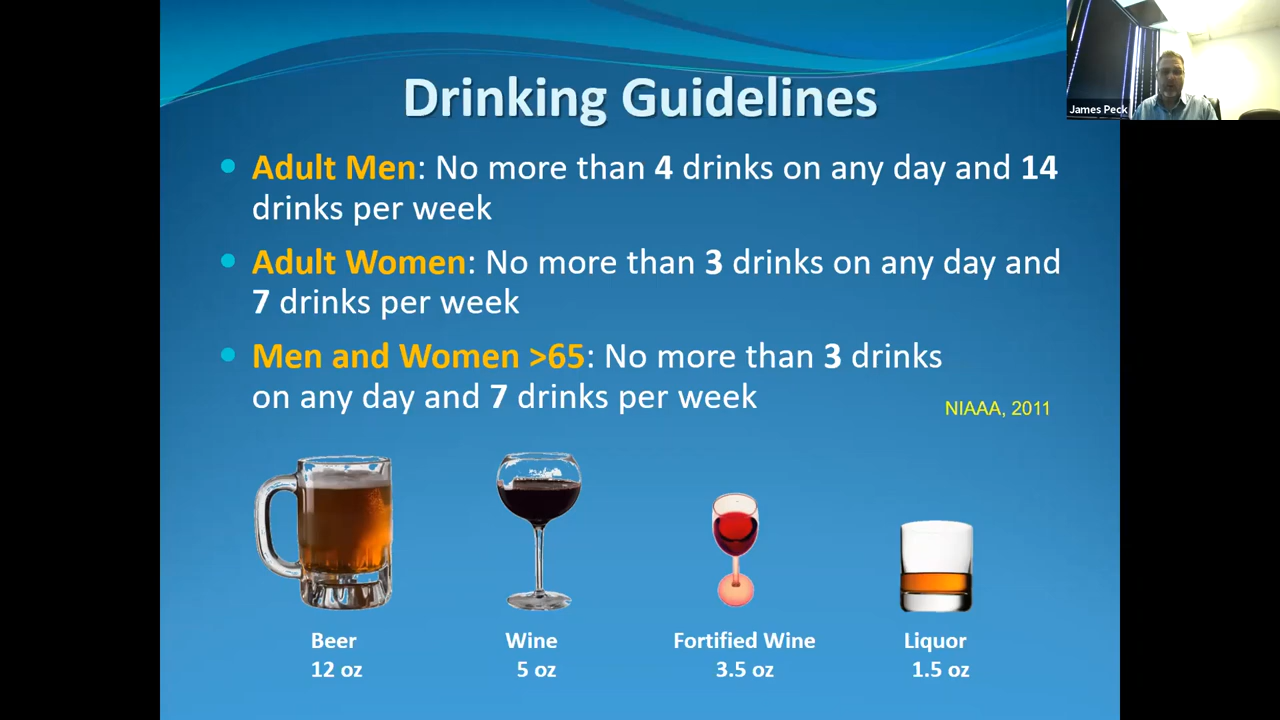 Drinking Guidelines
James Peck
• Adult Men: No more than 4 drinks on any day and 14
drinks per week
• Adult Women: No more than 3 drinks on any day and
7 drinks per week
• Men and Women >65: No more than 3 drinks
on any day and 7 drinks per week
NIAAA, 2011
Beer
12 oz
Wine
5 oz
Fortified Wine
3.5 oz
Liquor
1.5 oz